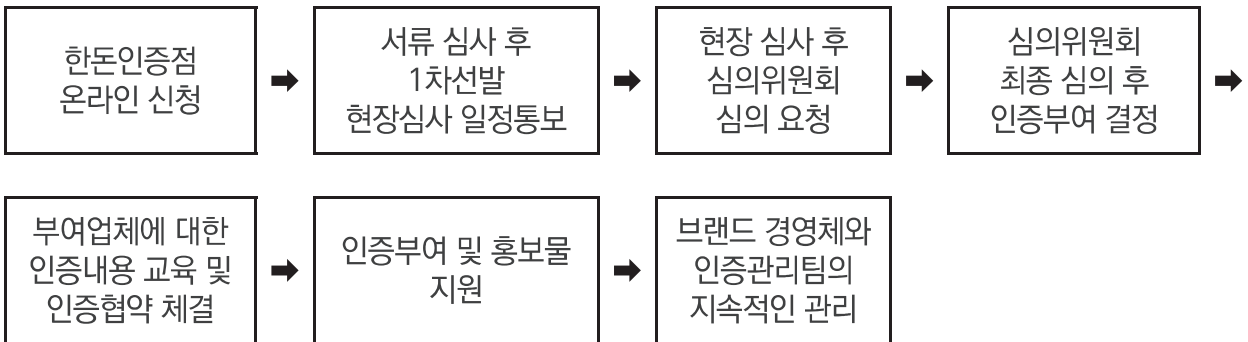 한돈인증점
온라인 신청
➡
서류 심사 후
1차선발
현장심사 일정통보
➡
현장 심사 후
심의위원회
심의 요청
➡
심의위원회
최종 심의 후
인증부여 결정
➡
부여업체에 대한
인증내용 교육 및
인증협약 체결
➡
인증부여 및 홍보물
지원
➡
브랜드 경영체와
인증관리팀의
지속적인 관리